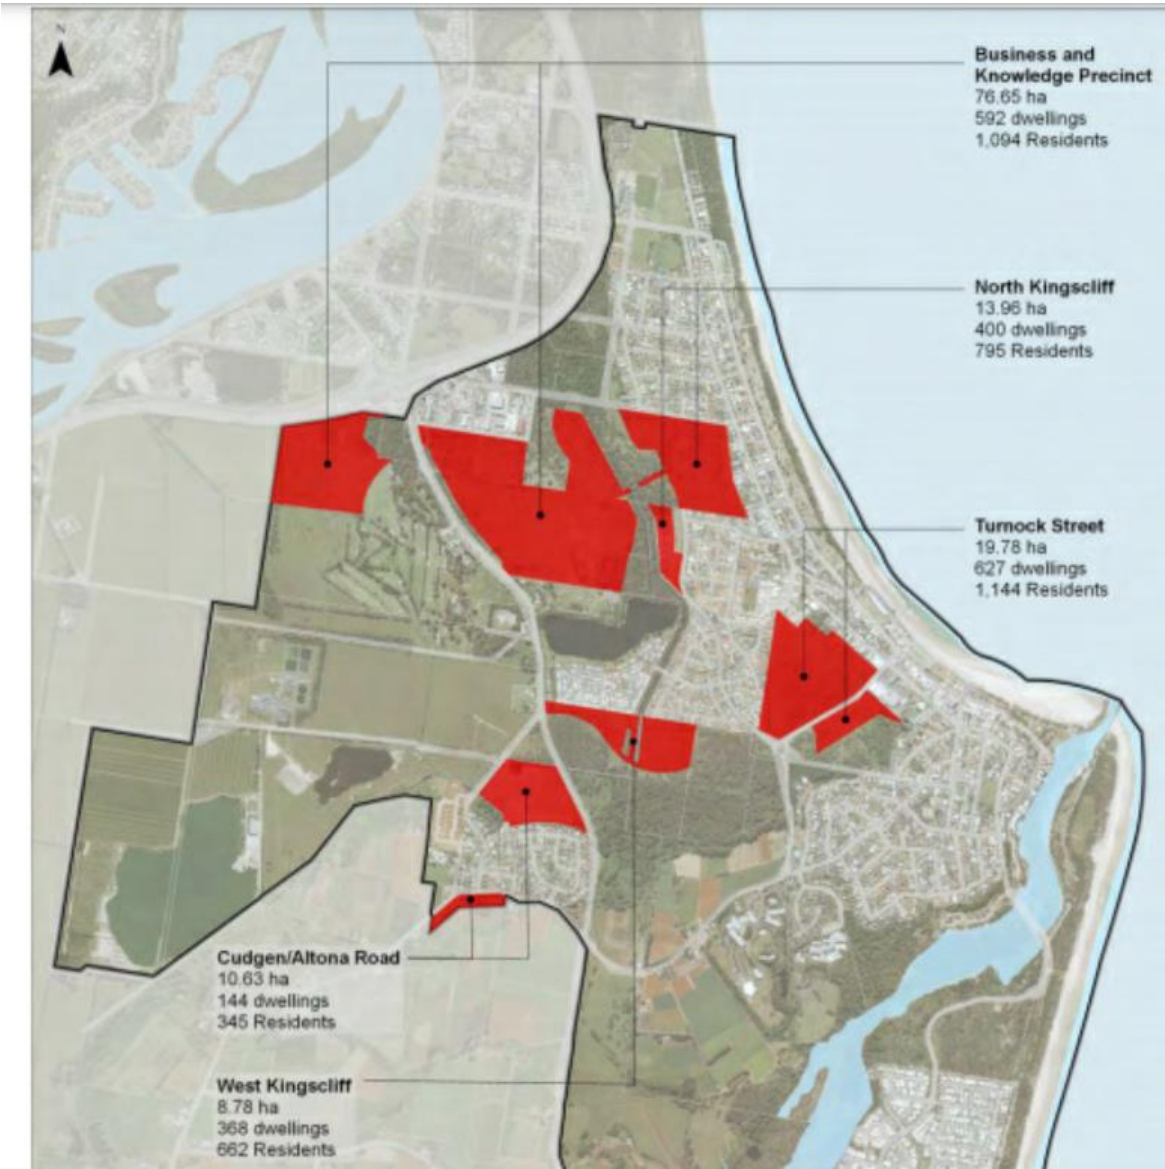 N
Business and
Knowledge Precinct
76.65 ha
592 dwellings
1,094 Residents
North Kingscliff
13.96 ha
400 dwellings
795 Residents
Turnock Street
19.78 ha
627 dwellings
1,144 Residents
Cudgen/Altona Road
10.63 ha
144 dwellings
345 Residents
West Kingscliff
8.78 ha
368 dwellings
662 Residents